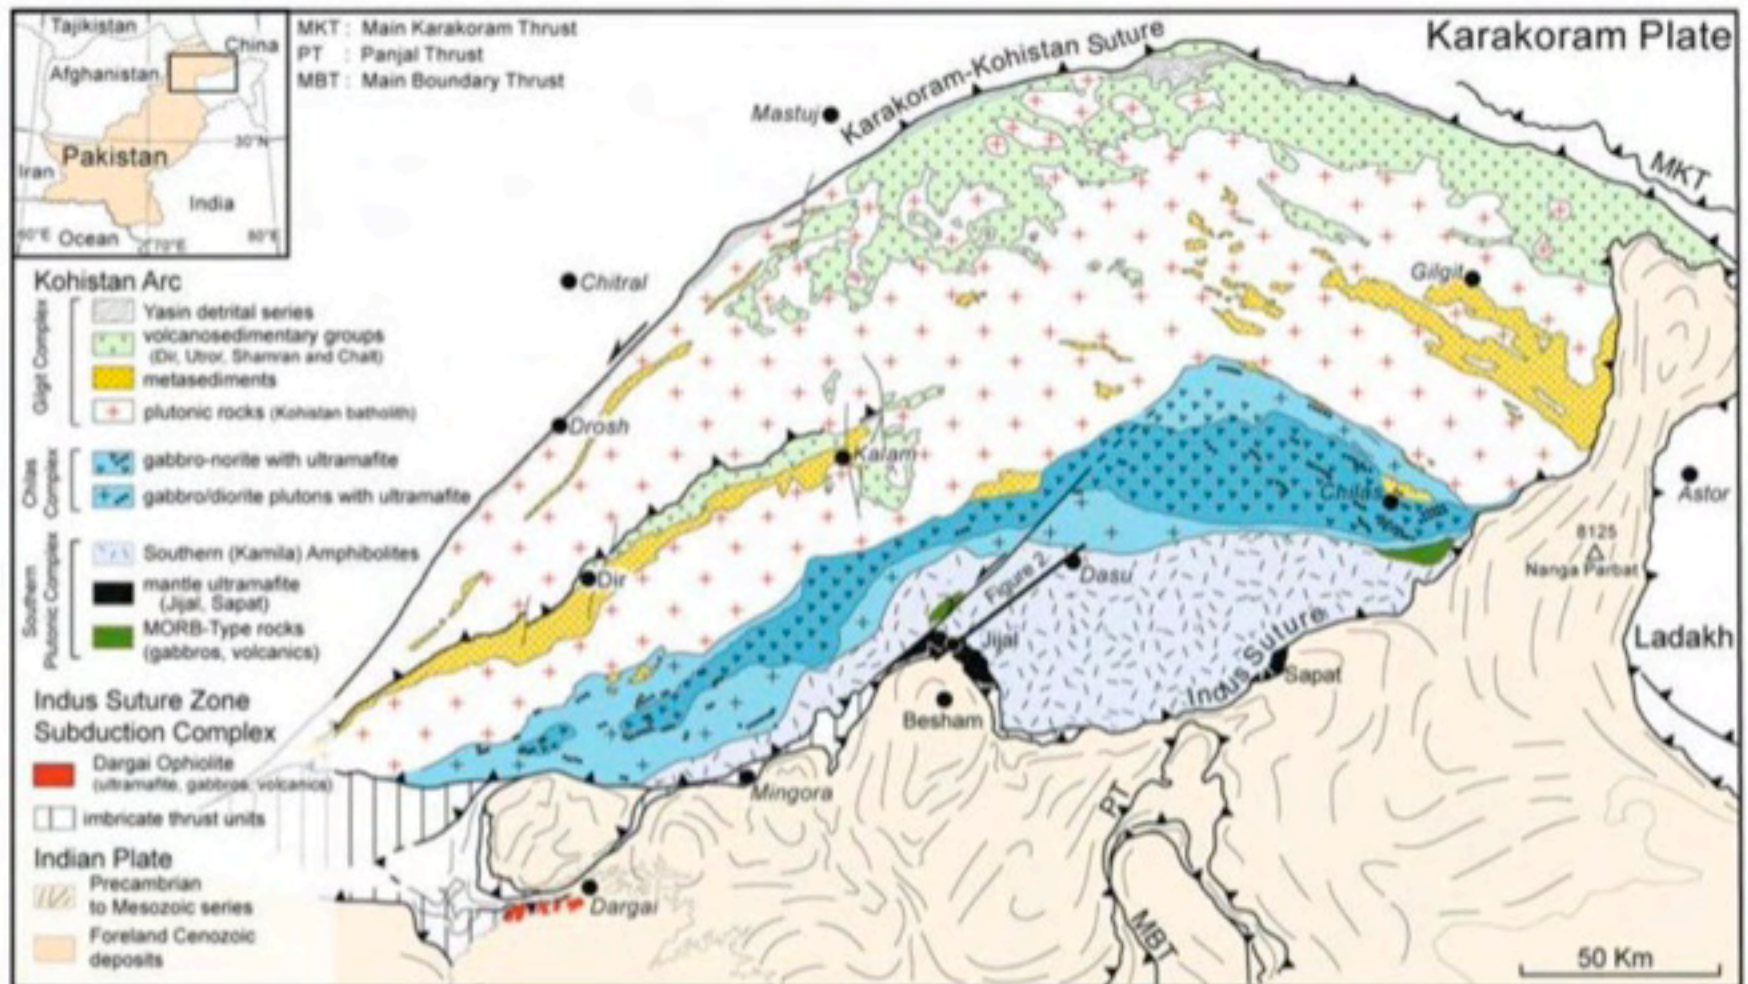 Tajikistan
China
Afghanistan
30°N
Pakistan
Iran
India
60°E
Ocean
70°E
80°E
MKT : Main Karakoram Thrust
PT : Panjal Thrust
MBT : Main Boundary Thrust
Karakoram Plate
Karakoram-Kohistan Suture
Mastuj
MKT
Chitral
Gilgit
Drosh
Kalam
Chilas
Astor
8125
Nanga Parbat
Dir
Dasu
Figure 2
Jijal
Indus Suture
Sapat
Ladakh
Besham
Mingora
PT
Dargai
MBT
50 Km
Kohistan Arc
Gilgit Complex
Yasin detrital series
volcanosedimentary groups
(Dir, Utror, Shamran and Chalt)
metasediments
plutonic rocks (Kohistan batholith)
Chilas
Complex
gabbro-norite with ultramafite
gabbro/diorite plutons with ultramafite
Southern
Plutonic Complex
Southern (Kamila) Amphibolites
mantle ultramafite
(Jijal, Sapat)
MORB-Type rocks
(gabbros, volcanics)
Indus Suture Zone
Subduction Complex
Dargai Ophiolite
(ultramafite, gabbros, volcanics)
imbricate thrust units
Indian Plate
Precambrian
to Mesozoic series
Foreland Cenozoic
deposits